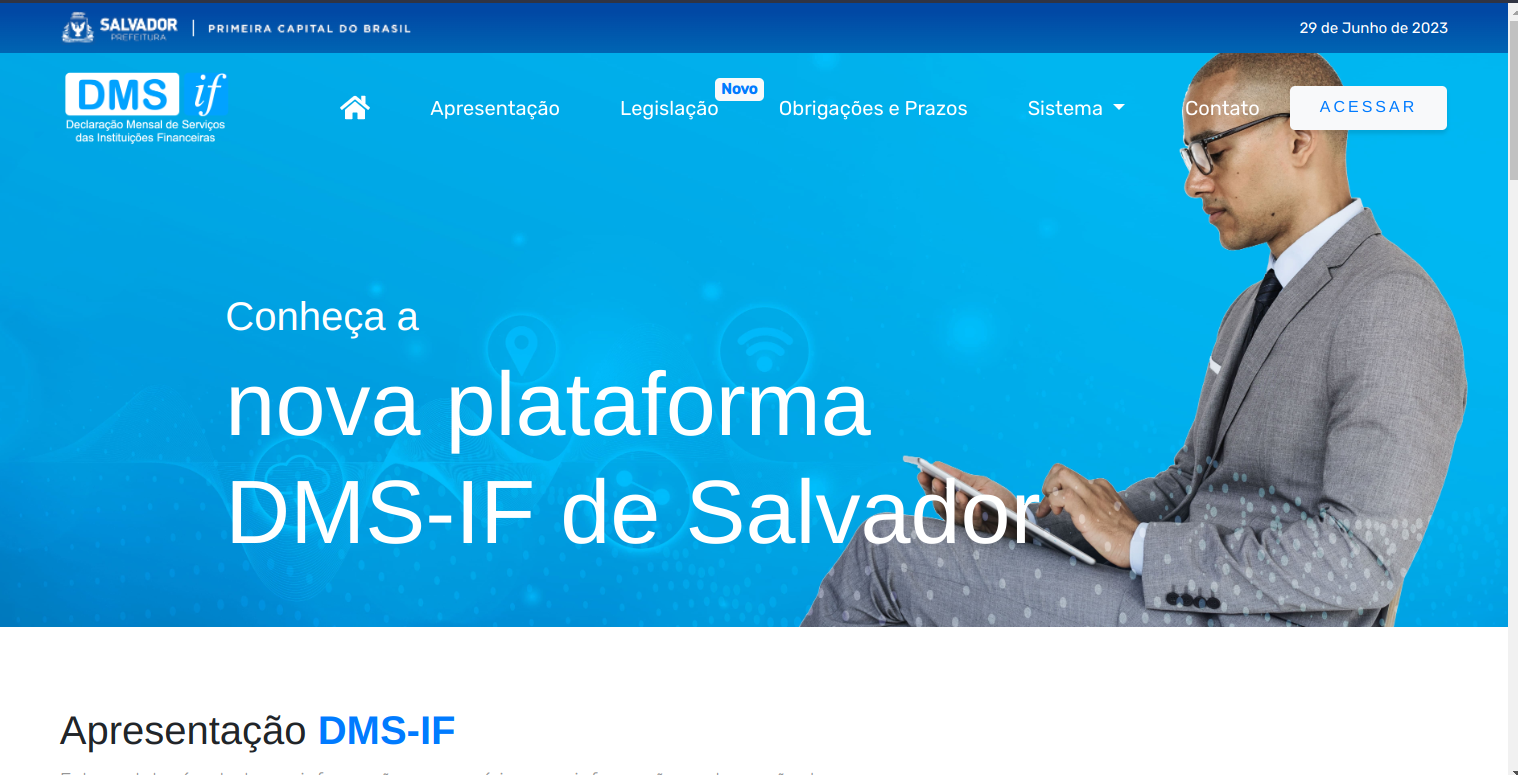 SALVADOR
PREFEITURA
PRIMEIRA CAPITAL DO BRASIL
29 de Junho de 2023
DMS if
Declaração Mensal de Serviços
das Instituições Financeiras
Apresentação
Legislação
Novo
Obrigações e Prazos
Sistema
Contato
ACESSAR
Conheça a
nova plataforma
DMS-IF de Salvador
Apresentação DMS-IF